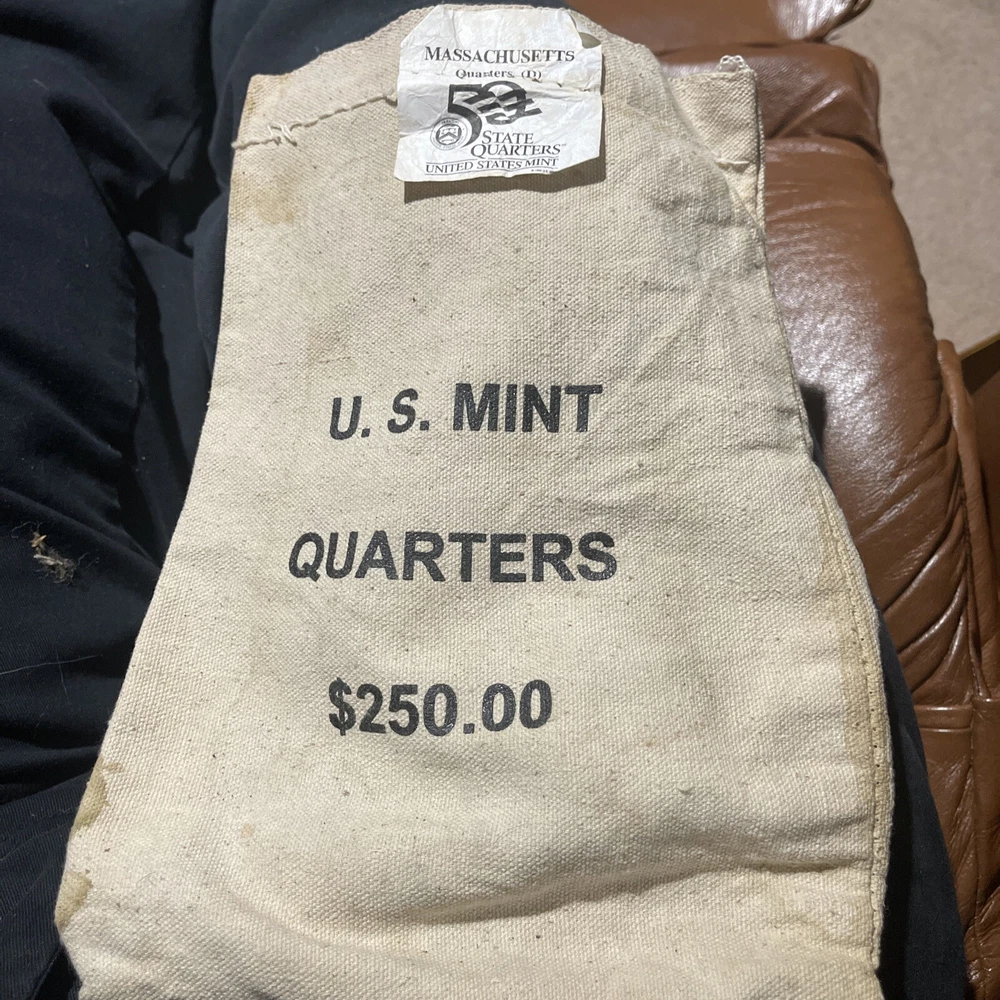 MASSACHUSETTS
Quarters (D)
50
STATE
QUARTERS
UNITED STATES MINT
U. S. MINT
QUARTERS
$250.00